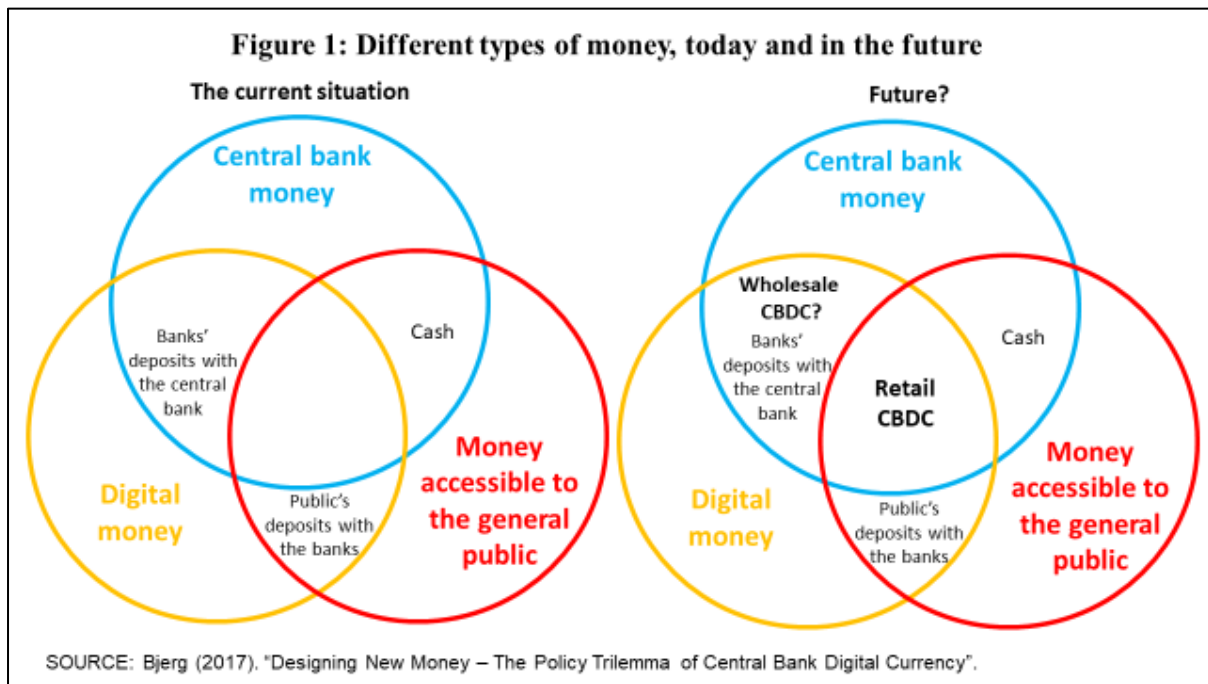 Figure 1: Different types of money, today and in the future
The current situation
Central bank
money
Banks'
deposits with
the central
bank
Cash
Digital
money
Public's
deposits with
the banks
Money
accessible to
the general
public
Future?
Central bank
money
Wholesale
CBDC?
Banks'
deposits with
the central
bank
Cash
Retail
CBDC
Digital
money
Public's
deposits with
the banks
Money
accessible to
the general
public
SOURCE: Bjerg (2017). "Designing New Money – The Policy Trilemma of Central Bank Digital Currency".